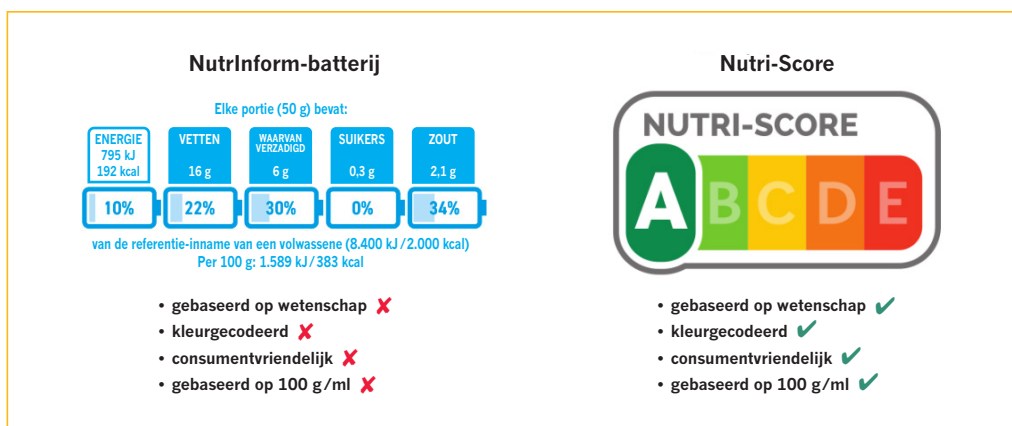 NutrInform-batterij
Elke portie (50 g) bevat:
ENERGIE
795 kJ
192 kcal
VETTEN
16 g
WAARVAN
VERZADIGD
6 g
SUIKERS
0,3 g
ZOUT
2,1 g
10%
22%
30%
0%
34%
van de referentie-inname van een volwassene (8.400 kJ/2.000 kcal)
Per 100 g: 1.589 kJ/383 kcal
• gebaseerd op wetenschap ✘
• kleurgecodeerd ✘
• consumentvriendelijk ✘
• gebaseerd op 100 g/ml ✘
Nutri-Score
NUTRI-SCORE
A B C D E
• gebaseerd op wetenschap ✔
• kleurgecodeerd ✔
• consumentvriendelijk ✔
• gebaseerd op 100 g/ml ✔